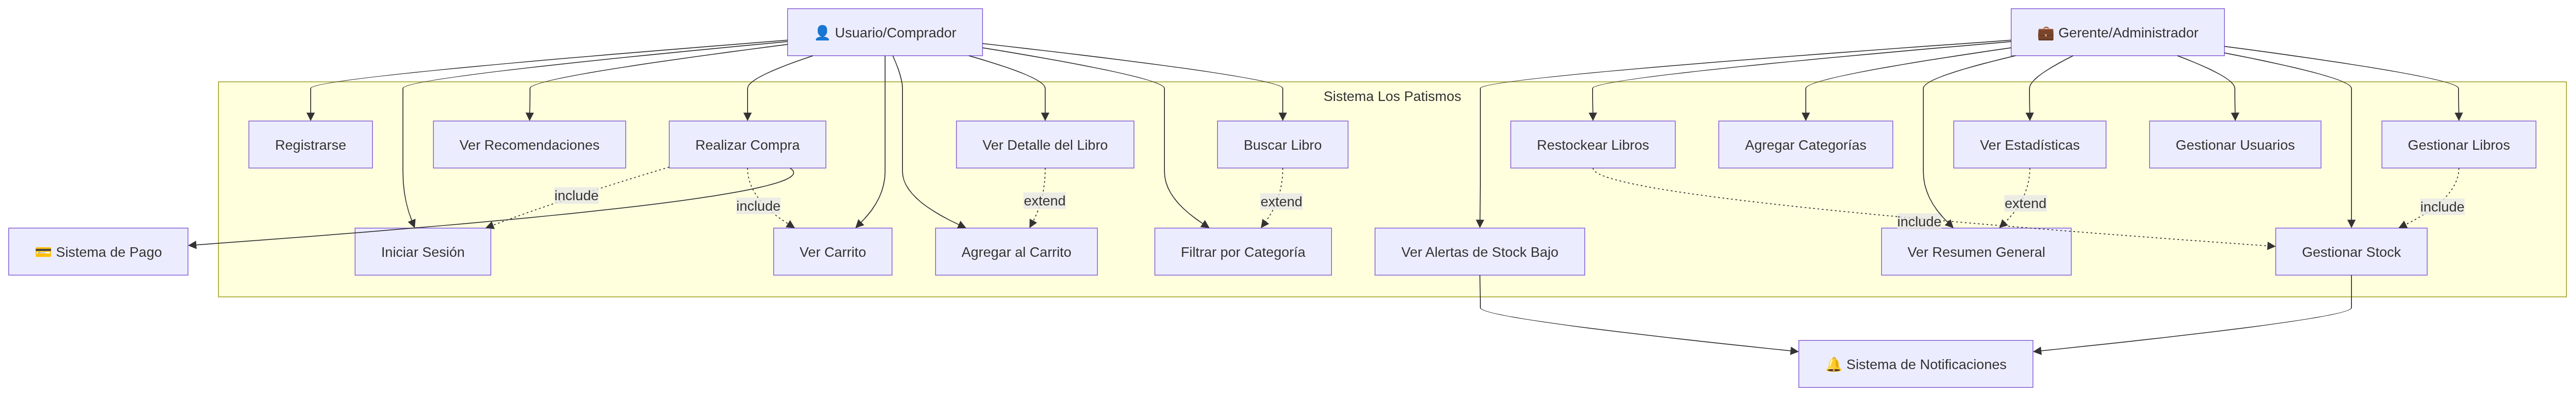 👤 Usuario/Comprador
💼 Gerente/Administrador
Sistema Los Patismos
Registrarse
Ver Recomendaciones
Realizar Compra
Ver Detalle del Libro
Buscar Libro
Restockear Libros
Agregar Categorías
Ver Estadísticas
Gestionar Usuarios
Gestionar Libros
include
include
extend
extend
include
extend
include
💳 Sistema de Pago
Iniciar Sesión
Ver Carrito
Agregar al Carrito
Filtrar por Categoría
Ver Alertas de Stock Bajo
Ver Resumen General
Gestionar Stock
🔔 Sistema de Notificaciones